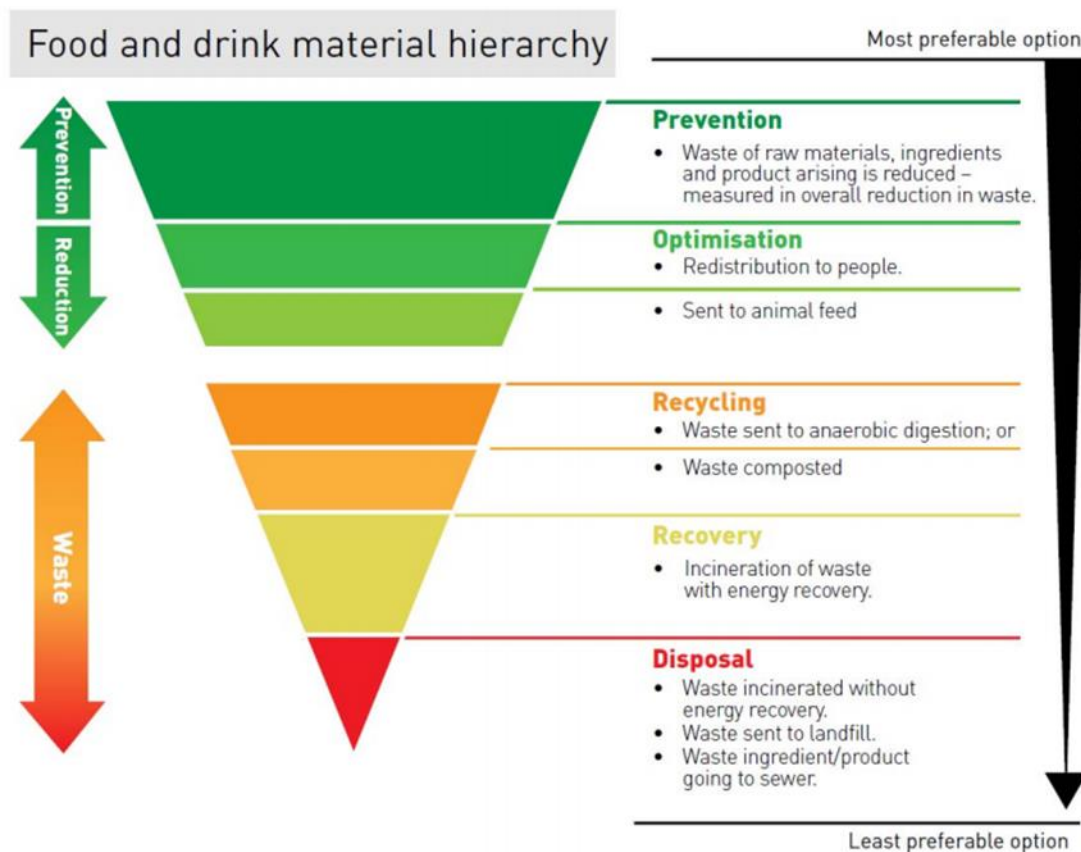 Food and drink material hierarchy
Most preferable option
Prevention
Reduction
Waste
Prevention
• Waste of raw materials, ingredients
and product arising is reduced –
measured in overall reduction in waste.
Optimisation
• Redistribution to people.
• Sent to animal feed
Recycling
• Waste sent to anaerobic digestion; or
• Waste composted
Recovery
• Incineration of waste
with energy recovery.
Disposal
• Waste incinerated without
energy recovery.
• Waste sent to landfill.
• Waste ingredient/product
going to sewer.
Least preferable option